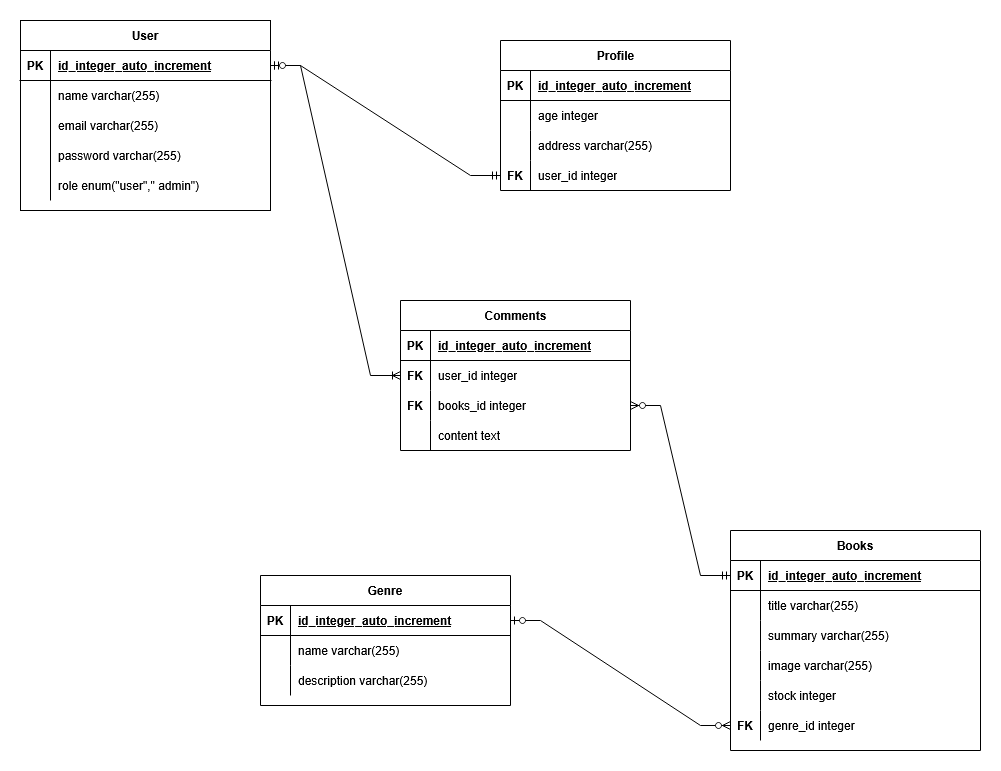 User
PK id_integer_auto_increment
name varchar(255)
email varchar(255)
password varchar(255)
role enum("user"," admin")
Profile
PK id_integer_auto_increment
age integer
address varchar(255)
FK user_id integer
Comments
PK id_integer_auto_increment
FK user_id integer
FK books_id integer
content text
Genre
PK id_integer_auto_increment
name varchar(255)
description varchar(255)
Books
PK id_integer_auto_increment
title varchar(255)
summary varchar(255)
image varchar(255)
stock integer
FK genre_id integer